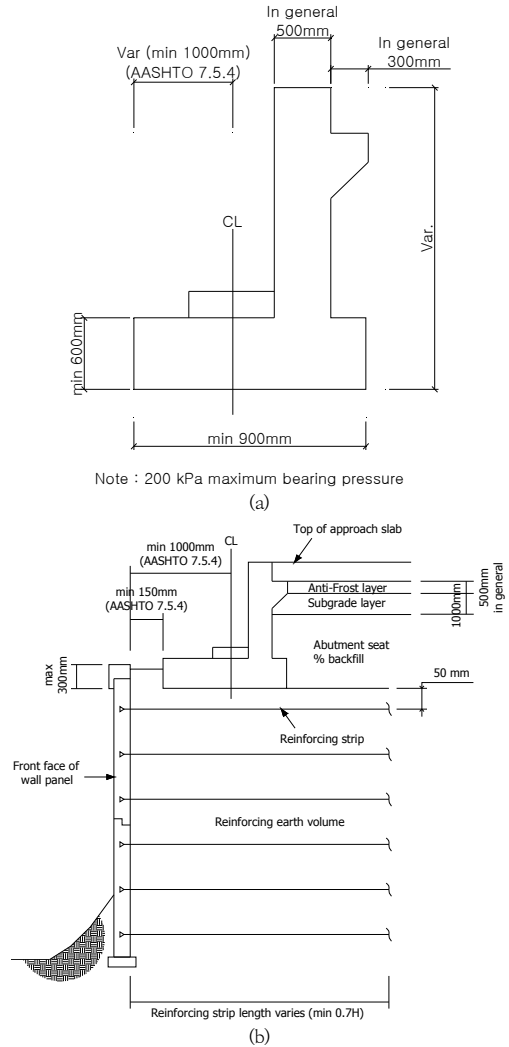 In general
500mm
In general
300mm
Var (min 1000mm)
(AASHTO 7.5.4)
CL
Var.
min 600mm
min 900mm
Note : 200 kPa maximum bearing pressure
(a)
Top of approach slab
CL
min 1000mm
(AASHTO 7.5.4)
min 150mm
(AASHTO 7.5.4)
Anti-Frost layer
Subgrade layer
1000mm
500mm
in general
Abutment seat
% backfill
max
300mm
50 mm
Reinforcing strip
Front face of
wall panel
Reinforcing earth volume
Reinforcing strip length varies (min 0.7H)
(b)